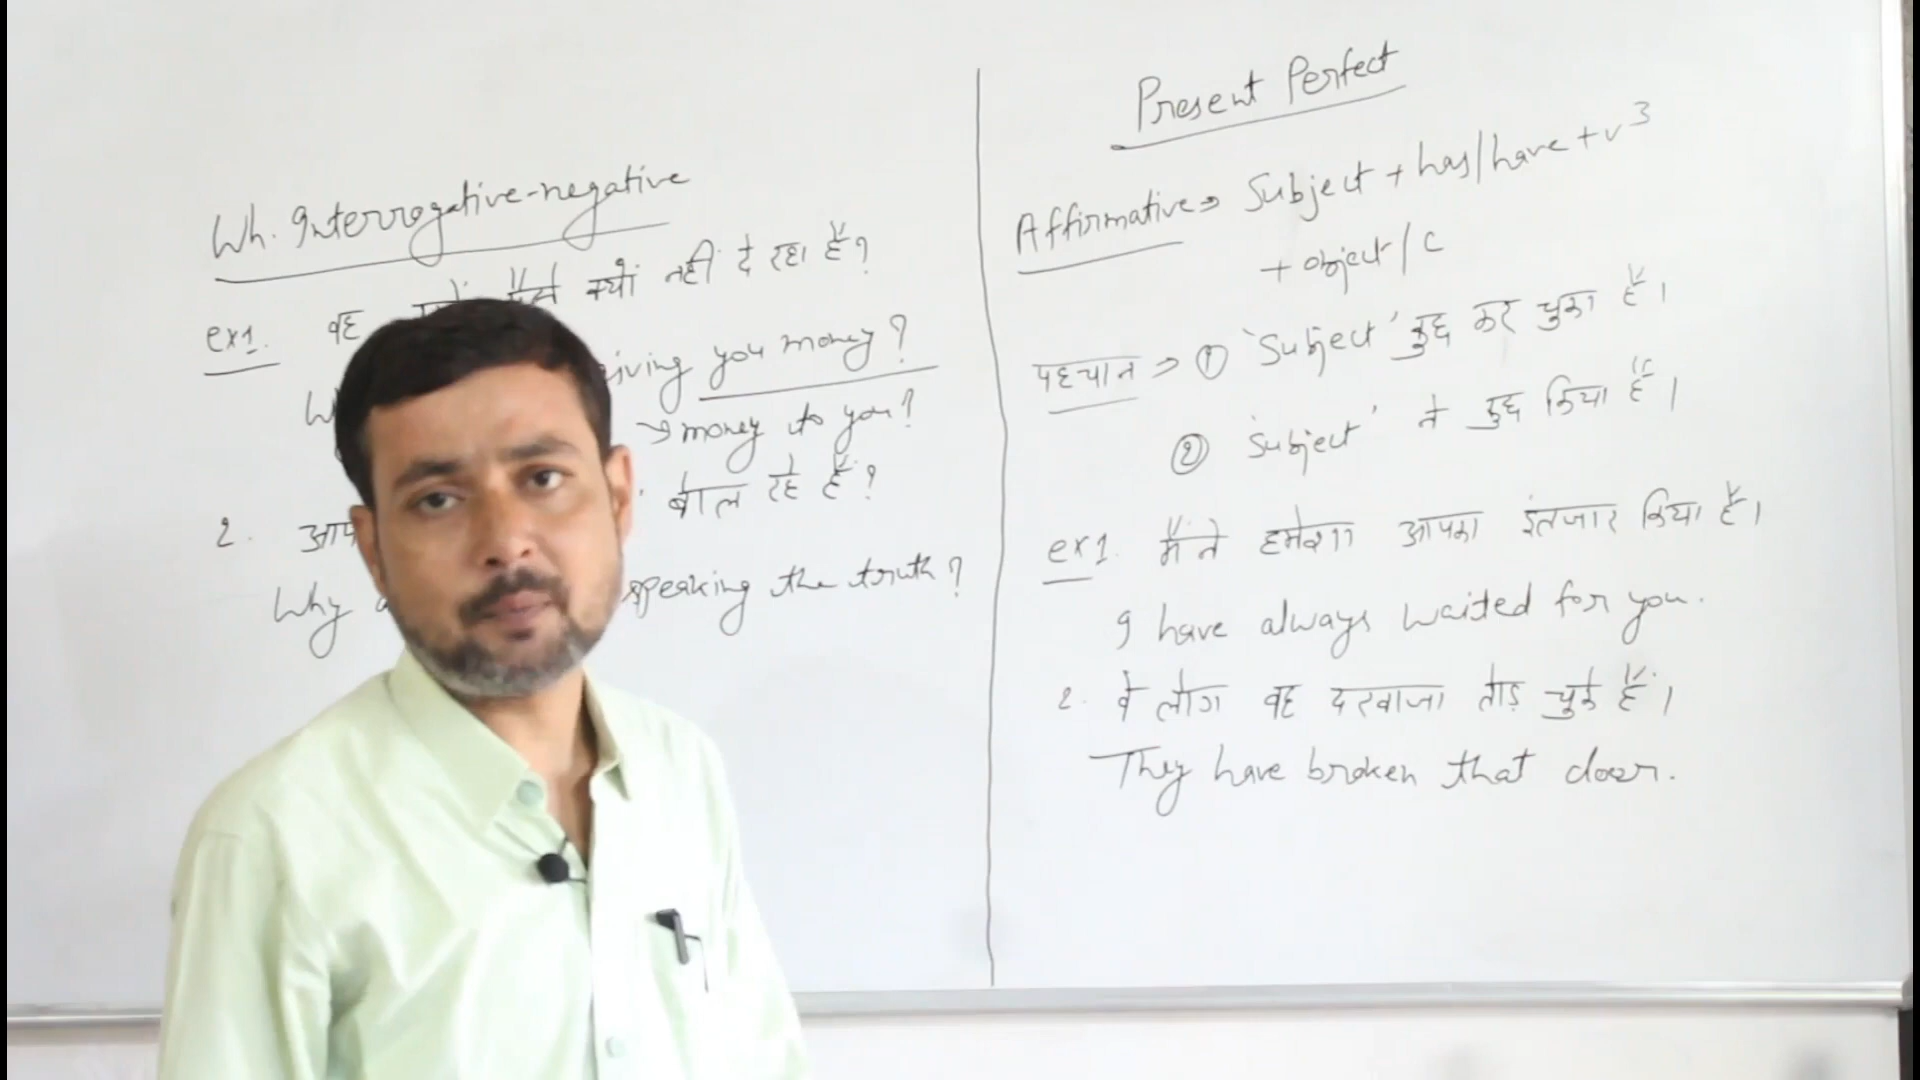 Wh. Interrogative-negative
ex1. वह क्यों नहीं दे रहा है?
giving you money?
→ money to you?
2. आप बोल रहे हैं?
Why speaking the truth?
Present Perfect
Affirmative → Subject + has/have + v³
+ object/c
पहचान → ① 'Subject' कुछ कर चुका है।
② 'Subject' ने कुछ किया है।
ex1. मैंने हमेशा आपका इंतजार किया है।
I have always waited for you.
2. वे लोग वह दरवाजा तोड़ चुके हैं।
They have broken that door.